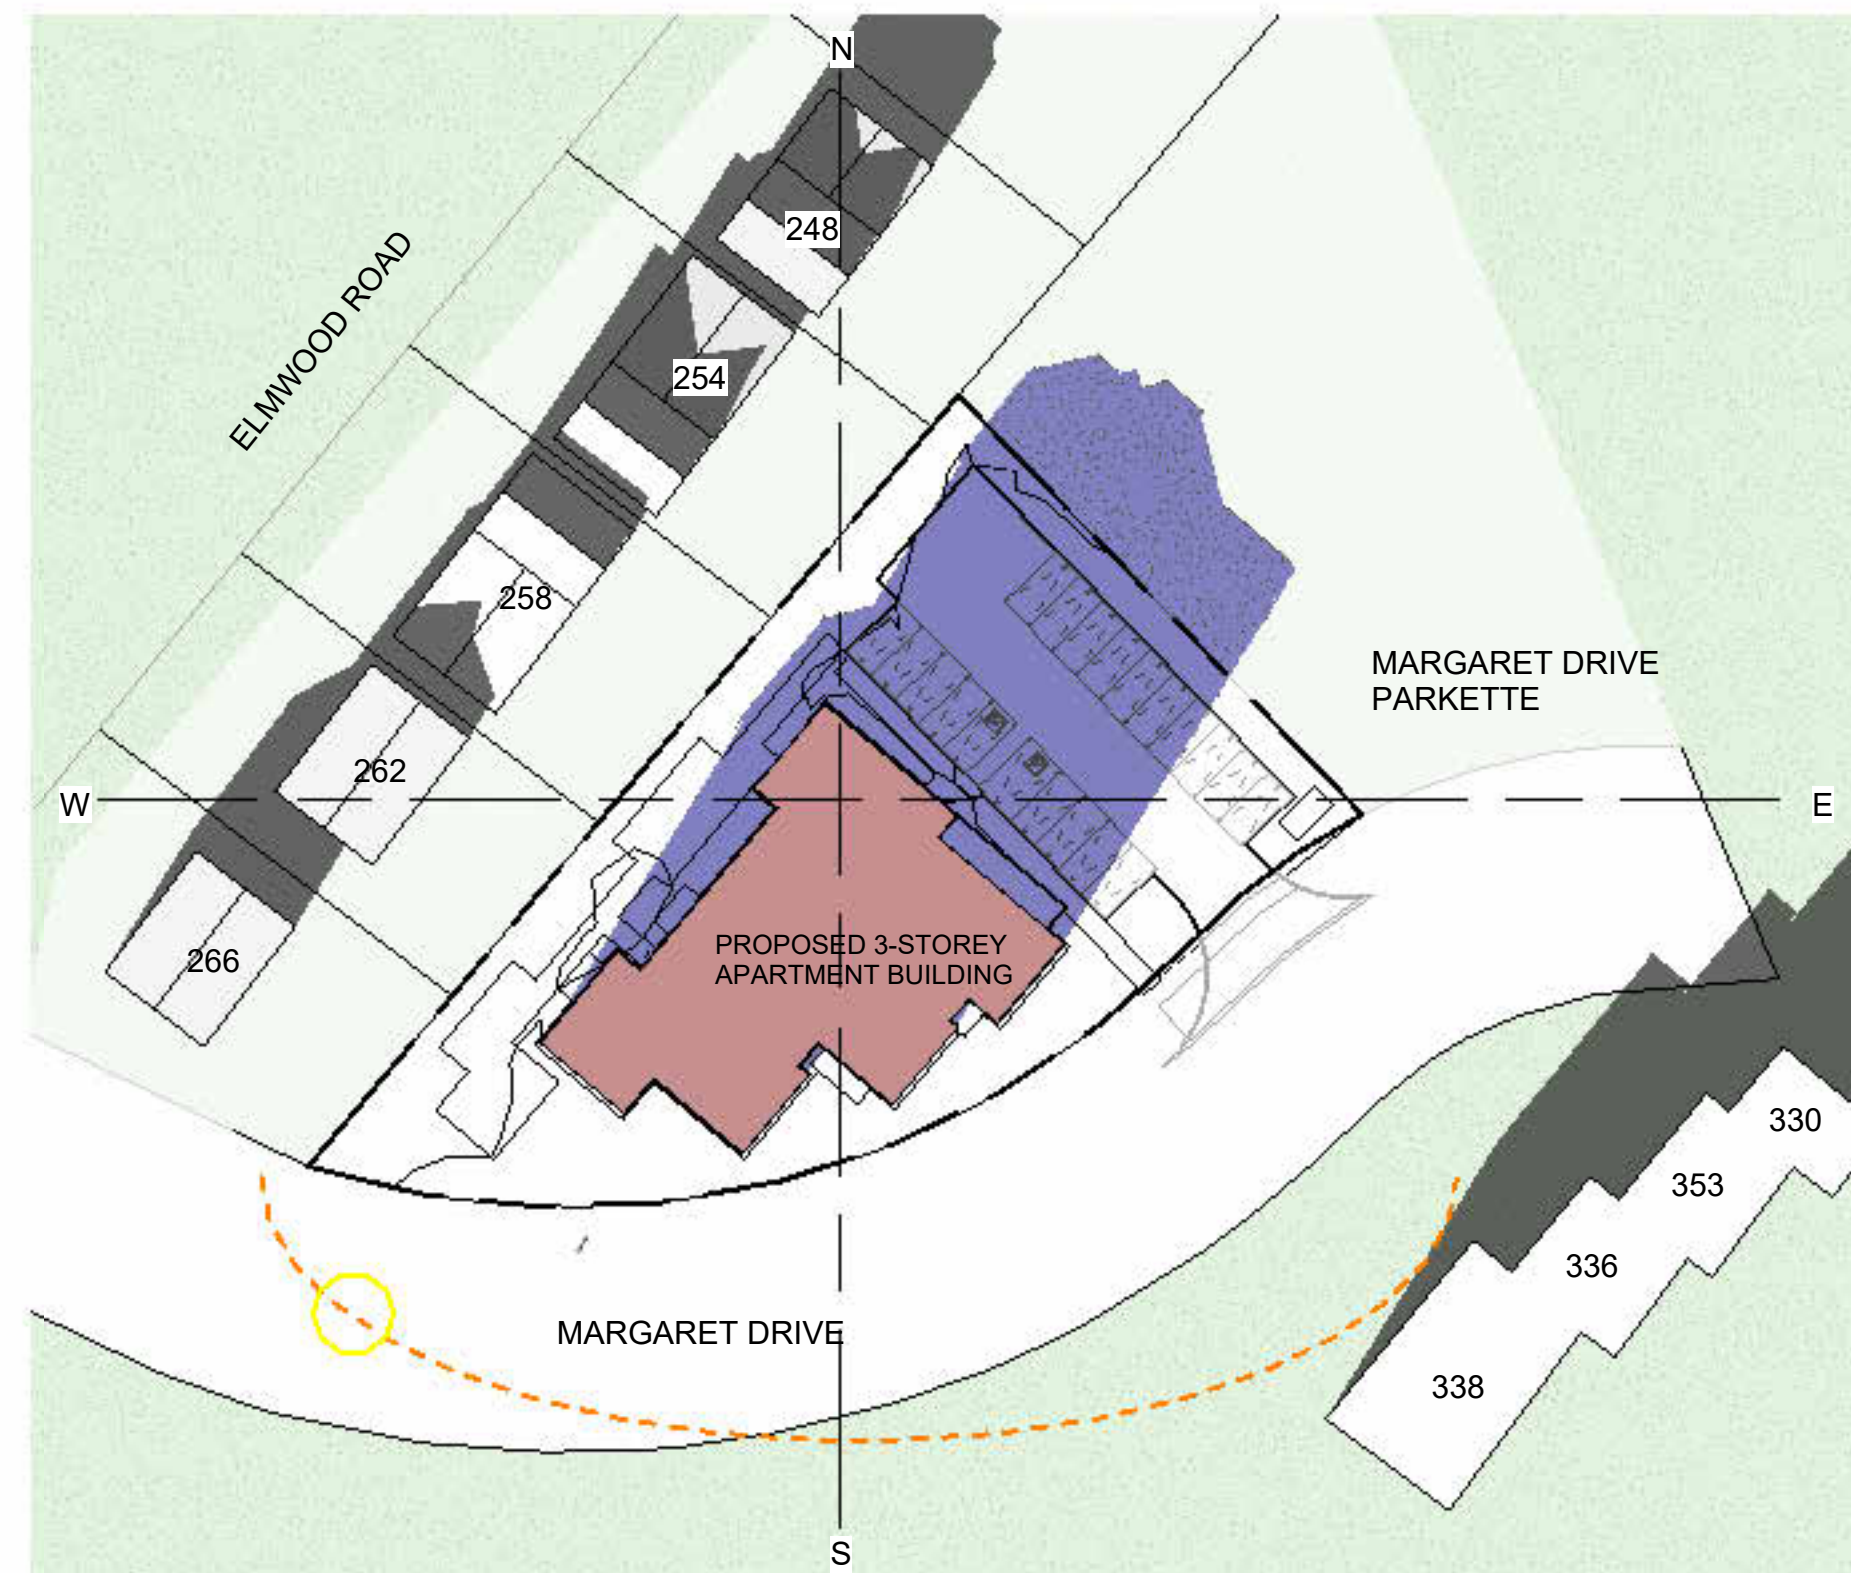 N
248
ELMWOOD ROAD
254
258
MARGARET DRIVE
PARKETTE
262
W
E
266
PROPOSED 3-STOREY
APARTMENT BUILDING
330
353
336
MARGARET DRIVE
338
S